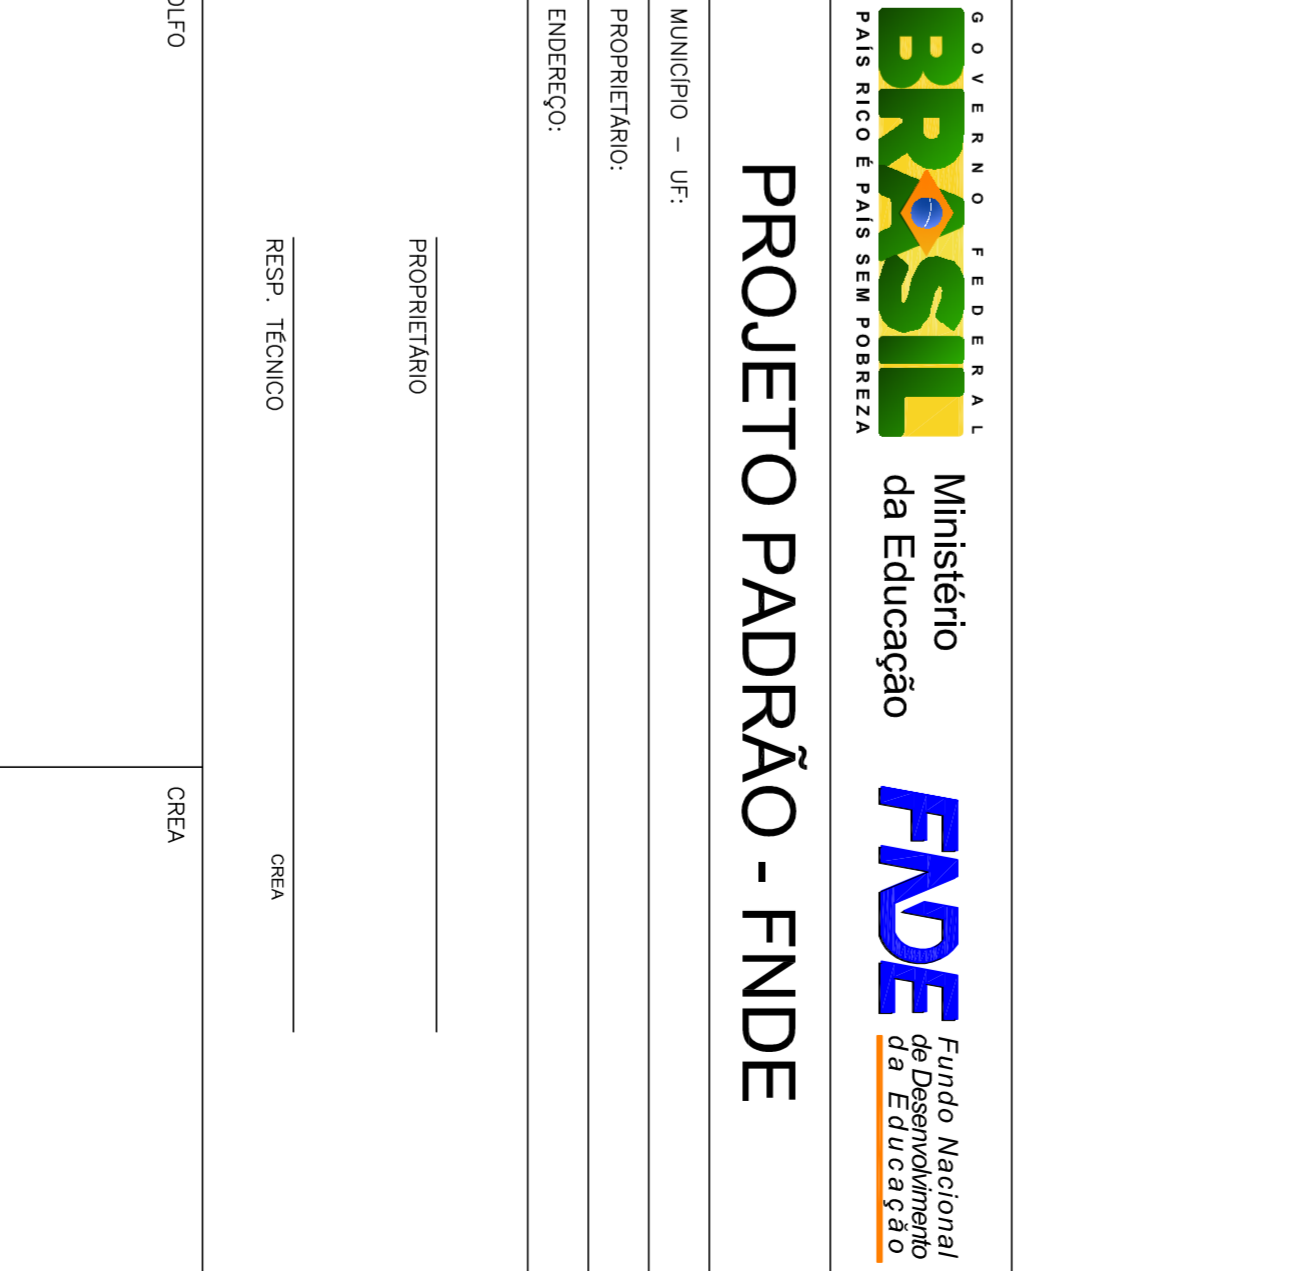 GOVERNO FEDERAL
BRASIL
PAÍS RICO É PAÍS SEM POBREZA
Ministério
da Educação
FNDE
Fundo Nacional
de Desenvolvimento
da Educação
PROJETO PADRÃO - FNDE
MUNICÍPIO - UF:
PROPRIETÁRIO:
ENDEREÇO:
PROPRIETÁRIO
RESP. TÉCNICO
CREA
OLFO
CREA